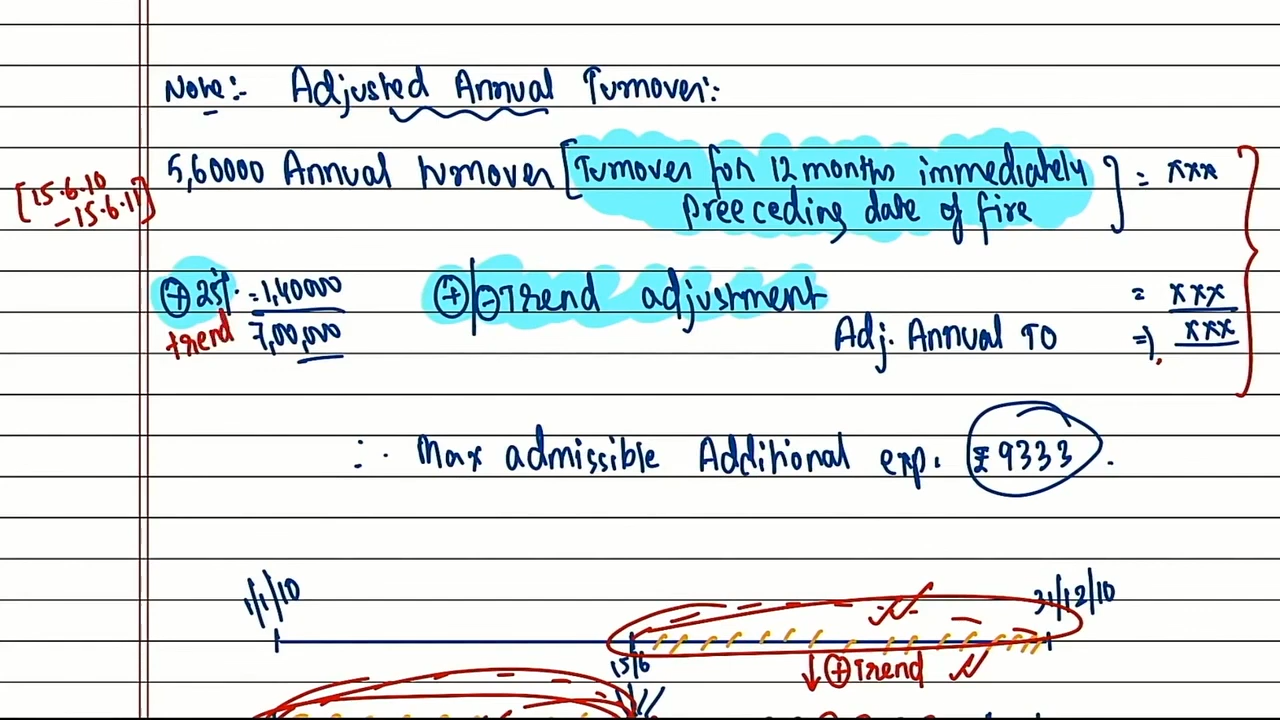 Note:- Adjusted Annual Turnover:-
5,60000 Annual turnover [Turnover for 12 months immediately preeceding date of fire] = xxx
[15.6.10
-15.6.11]
⊕ 25%. = 1,40000
trend 7,00,000
⊕|⊖ Trend adjustment = xxx
Adj. Annual TO ⇒ xxx
∴ Max admissible Additional exp. ₹9333.
1/1/10
31/12/10
15/6
↓ ⊕ Trend